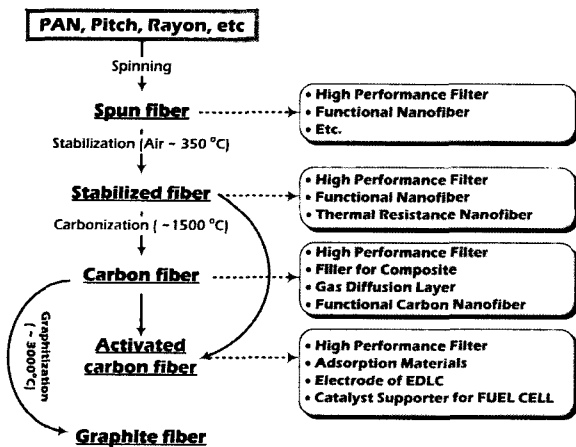 PAN, Pitch, Rayon, etc
Spinning
Spun fiber
• High Performance Filter
• Functional Nanofiber
• Etc.
Stabilization (Air ~ 350 °C)
Stabilized fiber
• High Performance Filter
• Functional Nanofiber
• Thermal Resistance Nanofiber
Carbonization ( ~1500 °C)
Carbon fiber
• High Performance Filter
• Filler for Composite
• Gas Diffusion Layer
• Functional Carbon Nanofiber
Graphitization
(~ 3000°C)
Activated
carbon fiber
• High Performance Filter
• Adsorption Materials
• Electrode of EDLC
• Catalyst Supporter for FUEL CELL
Graphite fiber